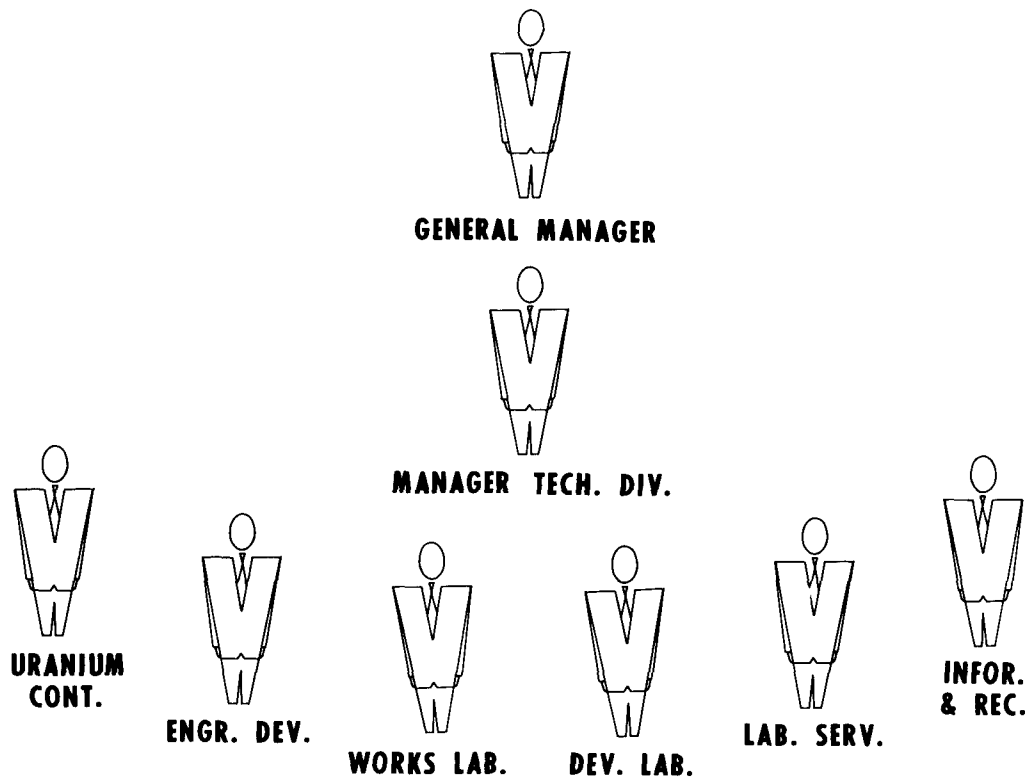 GENERAL MANAGER
MANAGER TECH. DIV.
URANIUM
CONT.
ENGR. DEV.
WORKS LAB.
DEV. LAB.
LAB. SERV.
INFOR.
& REC.